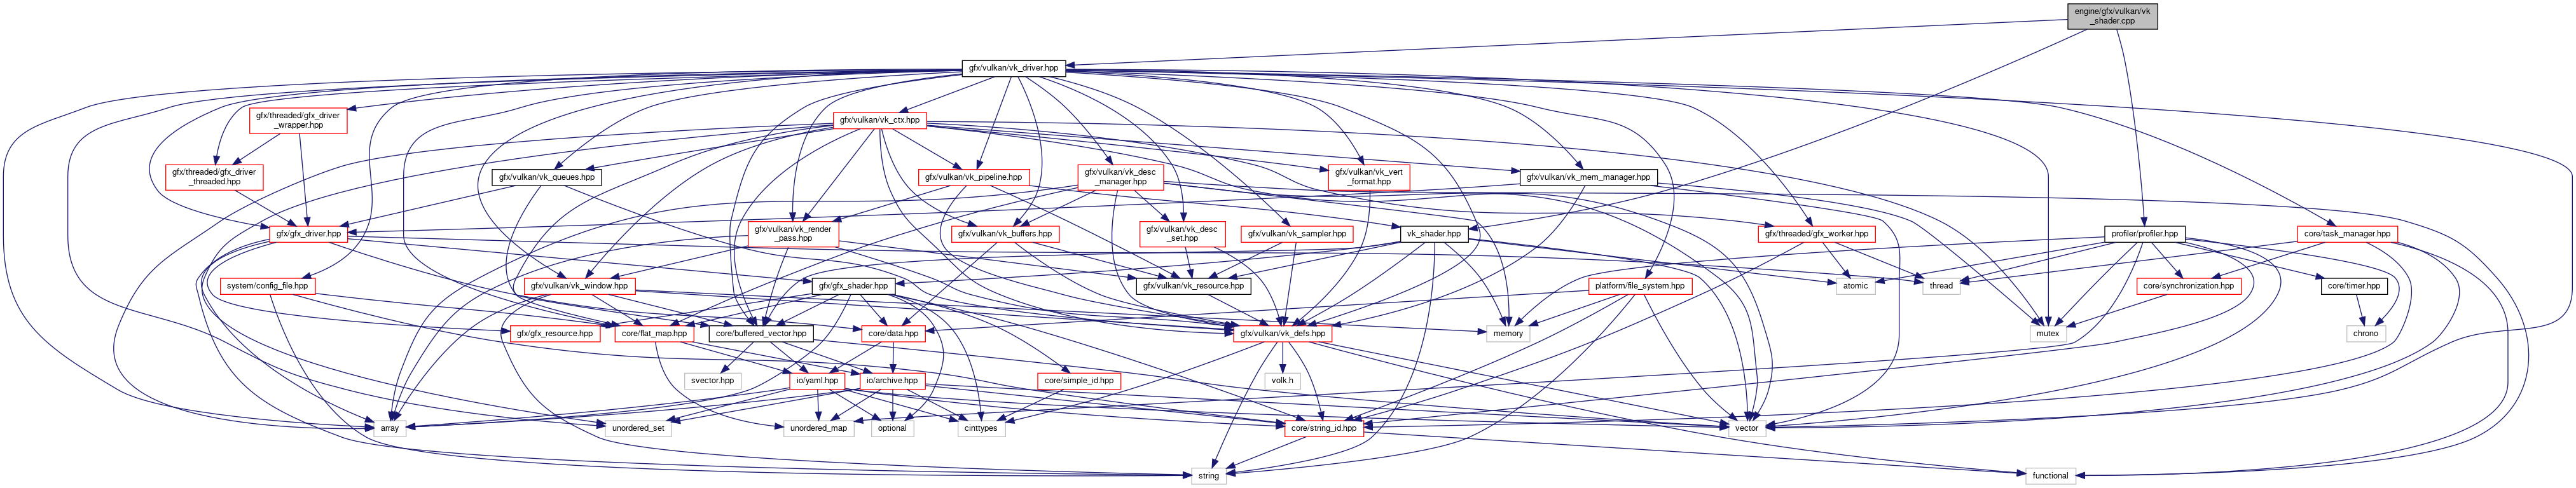 engine/gfx/vulkan/vk
_shader.cpp
gfx/vulkan/vk_driver.hpp
gfx/threaded/gfx_driver
_wrapper.hpp
gfx/vulkan/vk_ctx.hpp
gfx/threaded/gfx_driver
_threaded.hpp
gfx/vulkan/vk_queues.hpp
gfx/vulkan/vk_pipeline.hpp
gfx/vulkan/vk_desc
_manager.hpp
gfx/vulkan/vk_vert
_format.hpp
gfx/vulkan/vk_mem_manager.hpp
gfx/gfx_driver.hpp
gfx/vulkan/vk_render
_pass.hpp
gfx/vulkan/vk_buffers.hpp
gfx/vulkan/vk_desc
_set.hpp
gfx/vulkan/vk_sampler.hpp
vk_shader.hpp
gfx/threaded/gfx_worker.hpp
profiler/profiler.hpp
core/task_manager.hpp
system/config_file.hpp
gfx/vulkan/vk_window.hpp
gfx/gfx_shader.hpp
gfx/vulkan/vk_resource.hpp
platform/file_system.hpp
atomic
thread
core/synchronization.hpp
core/timer.hpp
gfx/gfx_resource.hpp
core/flat_map.hpp
core/buffered_vector.hpp
core/data.hpp
gfx/vulkan/vk_defs.hpp
memory
mutex
chrono
svector.hpp
io/yaml.hpp
io/archive.hpp
core/simple_id.hpp
volk.h
array
unordered_set
unordered_map
optional
cinttypes
core/string_id.hpp
vector
string
functional